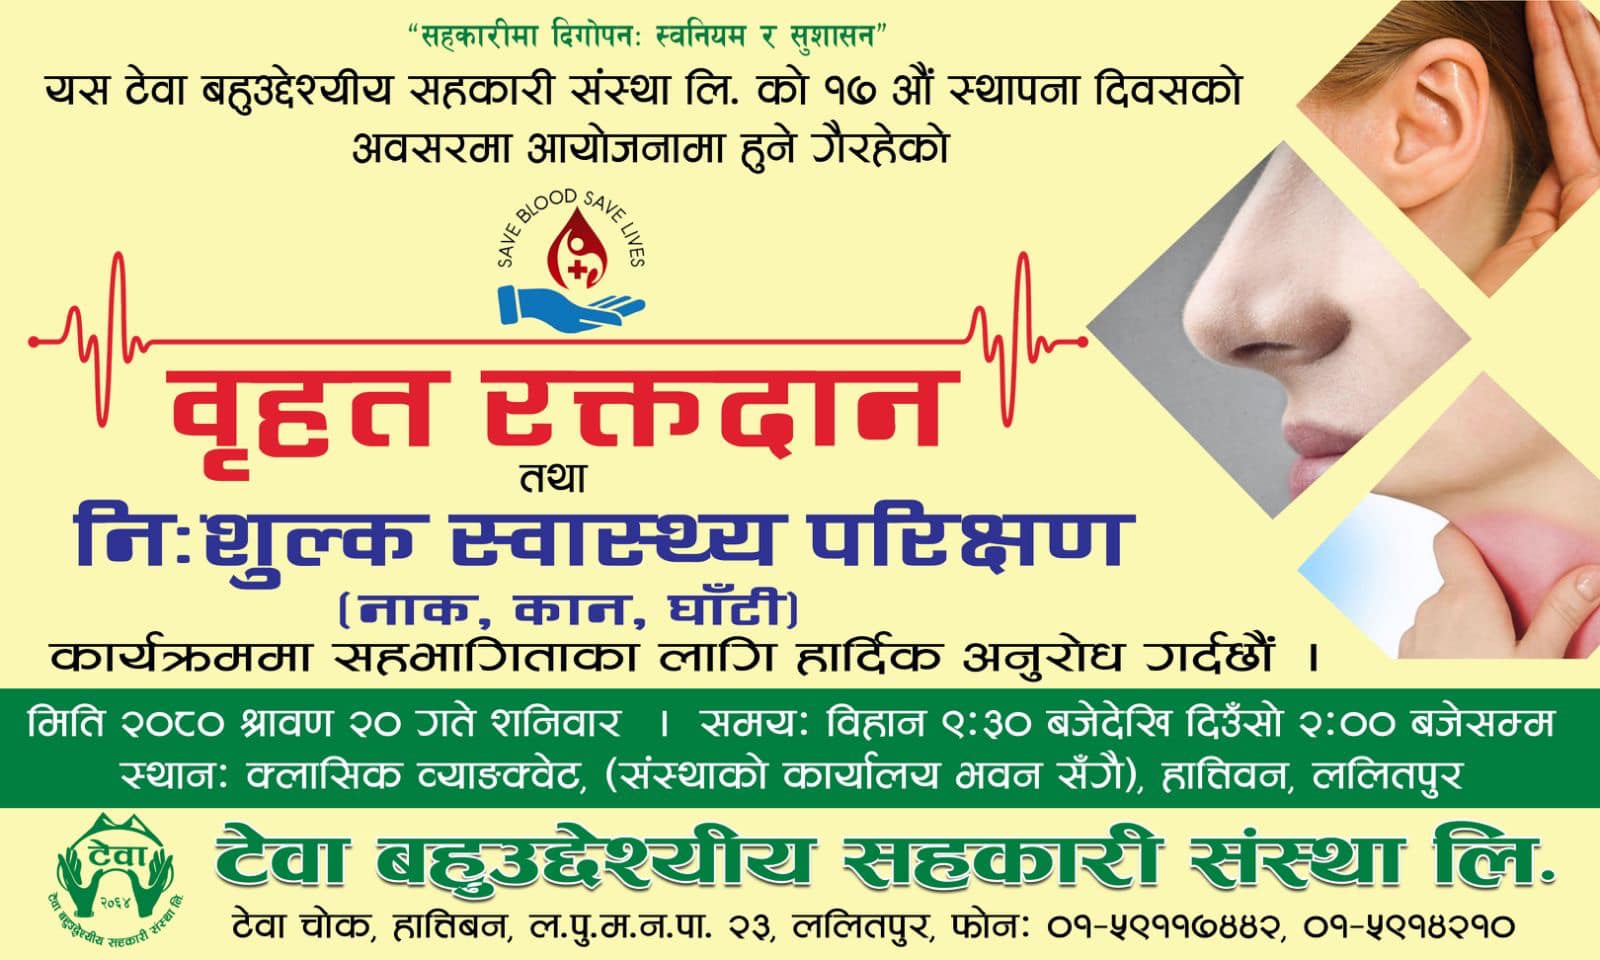 “सहकारीमा दिगोपनः स्वनियम र सुशासन”
यस टेवा बहुउद्देश्यीय सहकारी संस्था लि. को १७ औं स्थापना दिवसको
अवसरमा आयोजनामा हुने गैरहेको
SAVE BLOOD SAVE LIVES
वृहत रक्तदान
तथा
निःशुल्क स्वास्थ्य परिक्षण
(नाक, कान, घाँटी)
कार्यक्रममा सहभागिताका लागि हार्दिक अनुरोध गर्दछौं ।
मिति २०८० श्रावण २० गते शनिवार । समयः विहान ९:३० बजेदेखि दिउँसो २:०० बजेसम्म
स्थानः क्लासिक व्याङक्वेट, (संस्थाको कार्यालय भवन सँगै), हात्तिवन, ललितपुर
टेवा
२०६४
टेवा बहुउद्देश्यीय सहकारी संस्था लि.
टेवा बहुउद्देश्यीय सहकारी संस्था लि.
टेवा चोक, हात्तिबन, ल.पु.म.न.पा. २३, ललितपुर, फोनः ०१-५९११७४४२, ०१-५९१४२१०